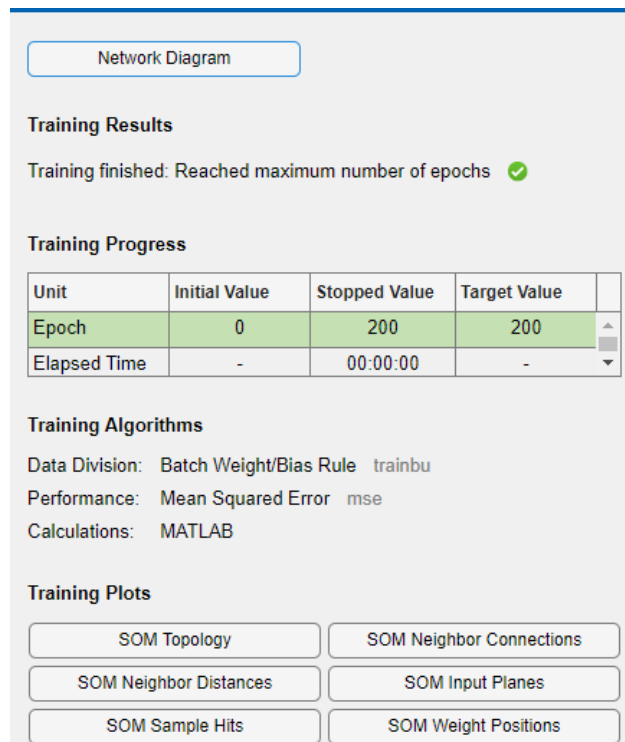 Network Diagram
Training Results
Training finished: Reached maximum number of epochs
Training Progress
Unit Initial Value Stopped Value Target Value
Epoch 0 200 200
Elapsed Time - 00:00:00 -
Training Algorithms
Data Division: Batch Weight/Bias Rule trainbu
Performance: Mean Squared Error mse
Calculations: MATLAB
Training Plots
SOM Topology SOM Neighbor Connections
SOM Neighbor Distances SOM Input Planes
SOM Sample Hits SOM Weight Positions